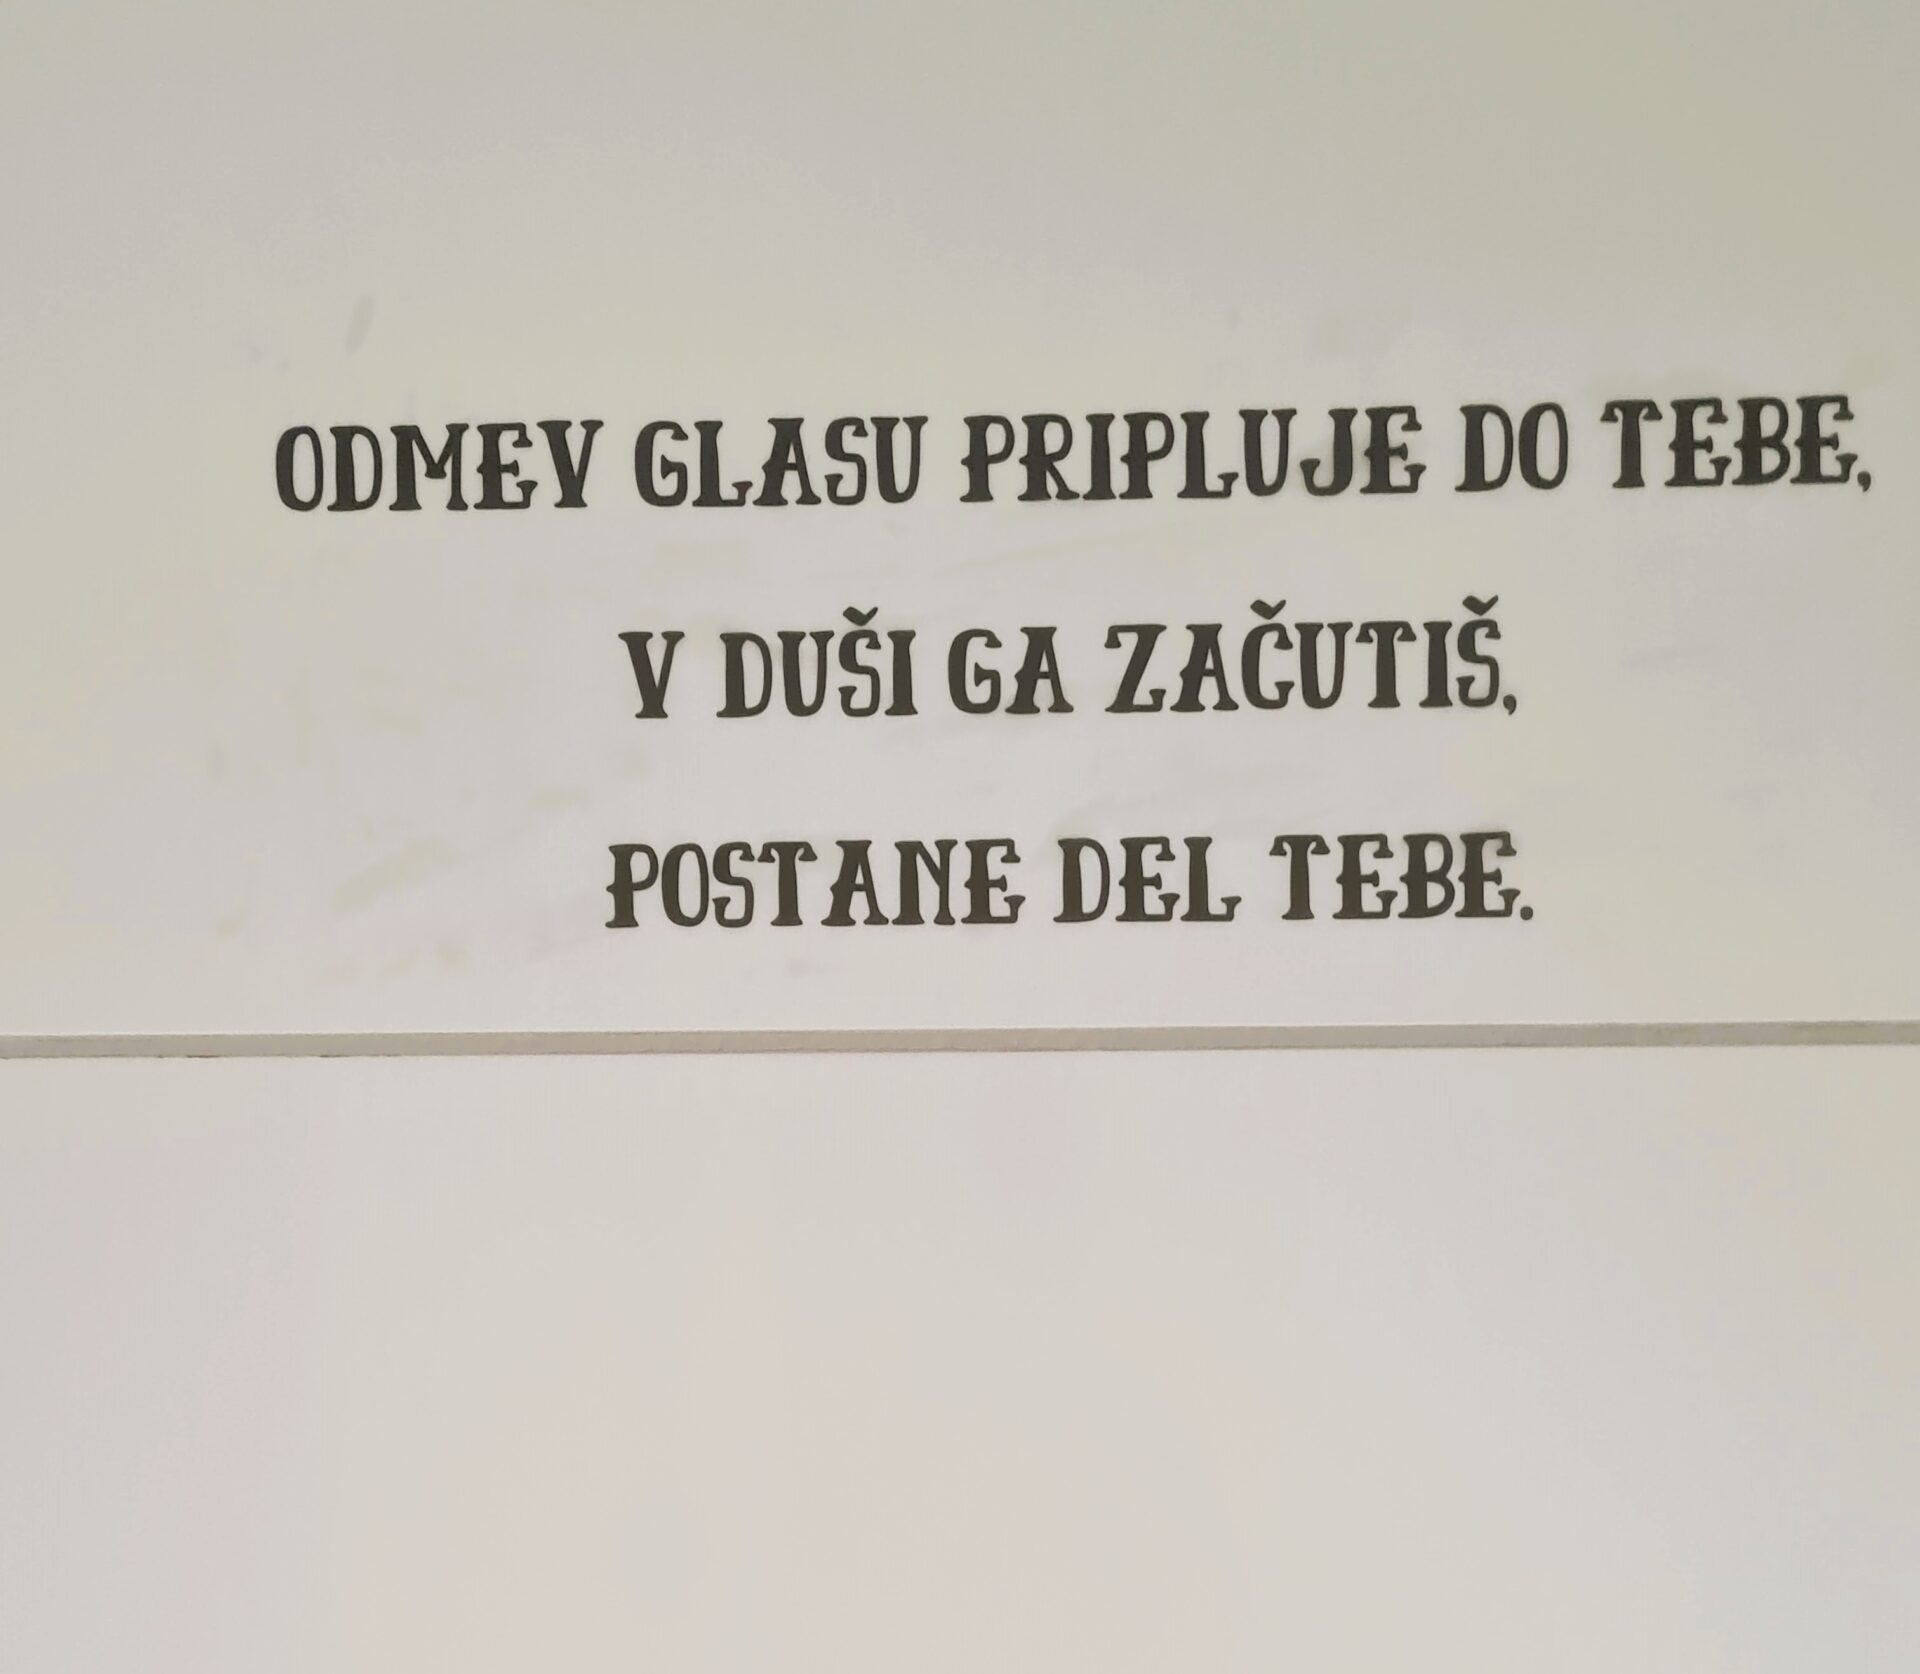 ODMEV GLASU PRIPLUJE DO TEBE,
V DUŠI GA ZAČUTIŠ,
POSTANE DEL TEBE.